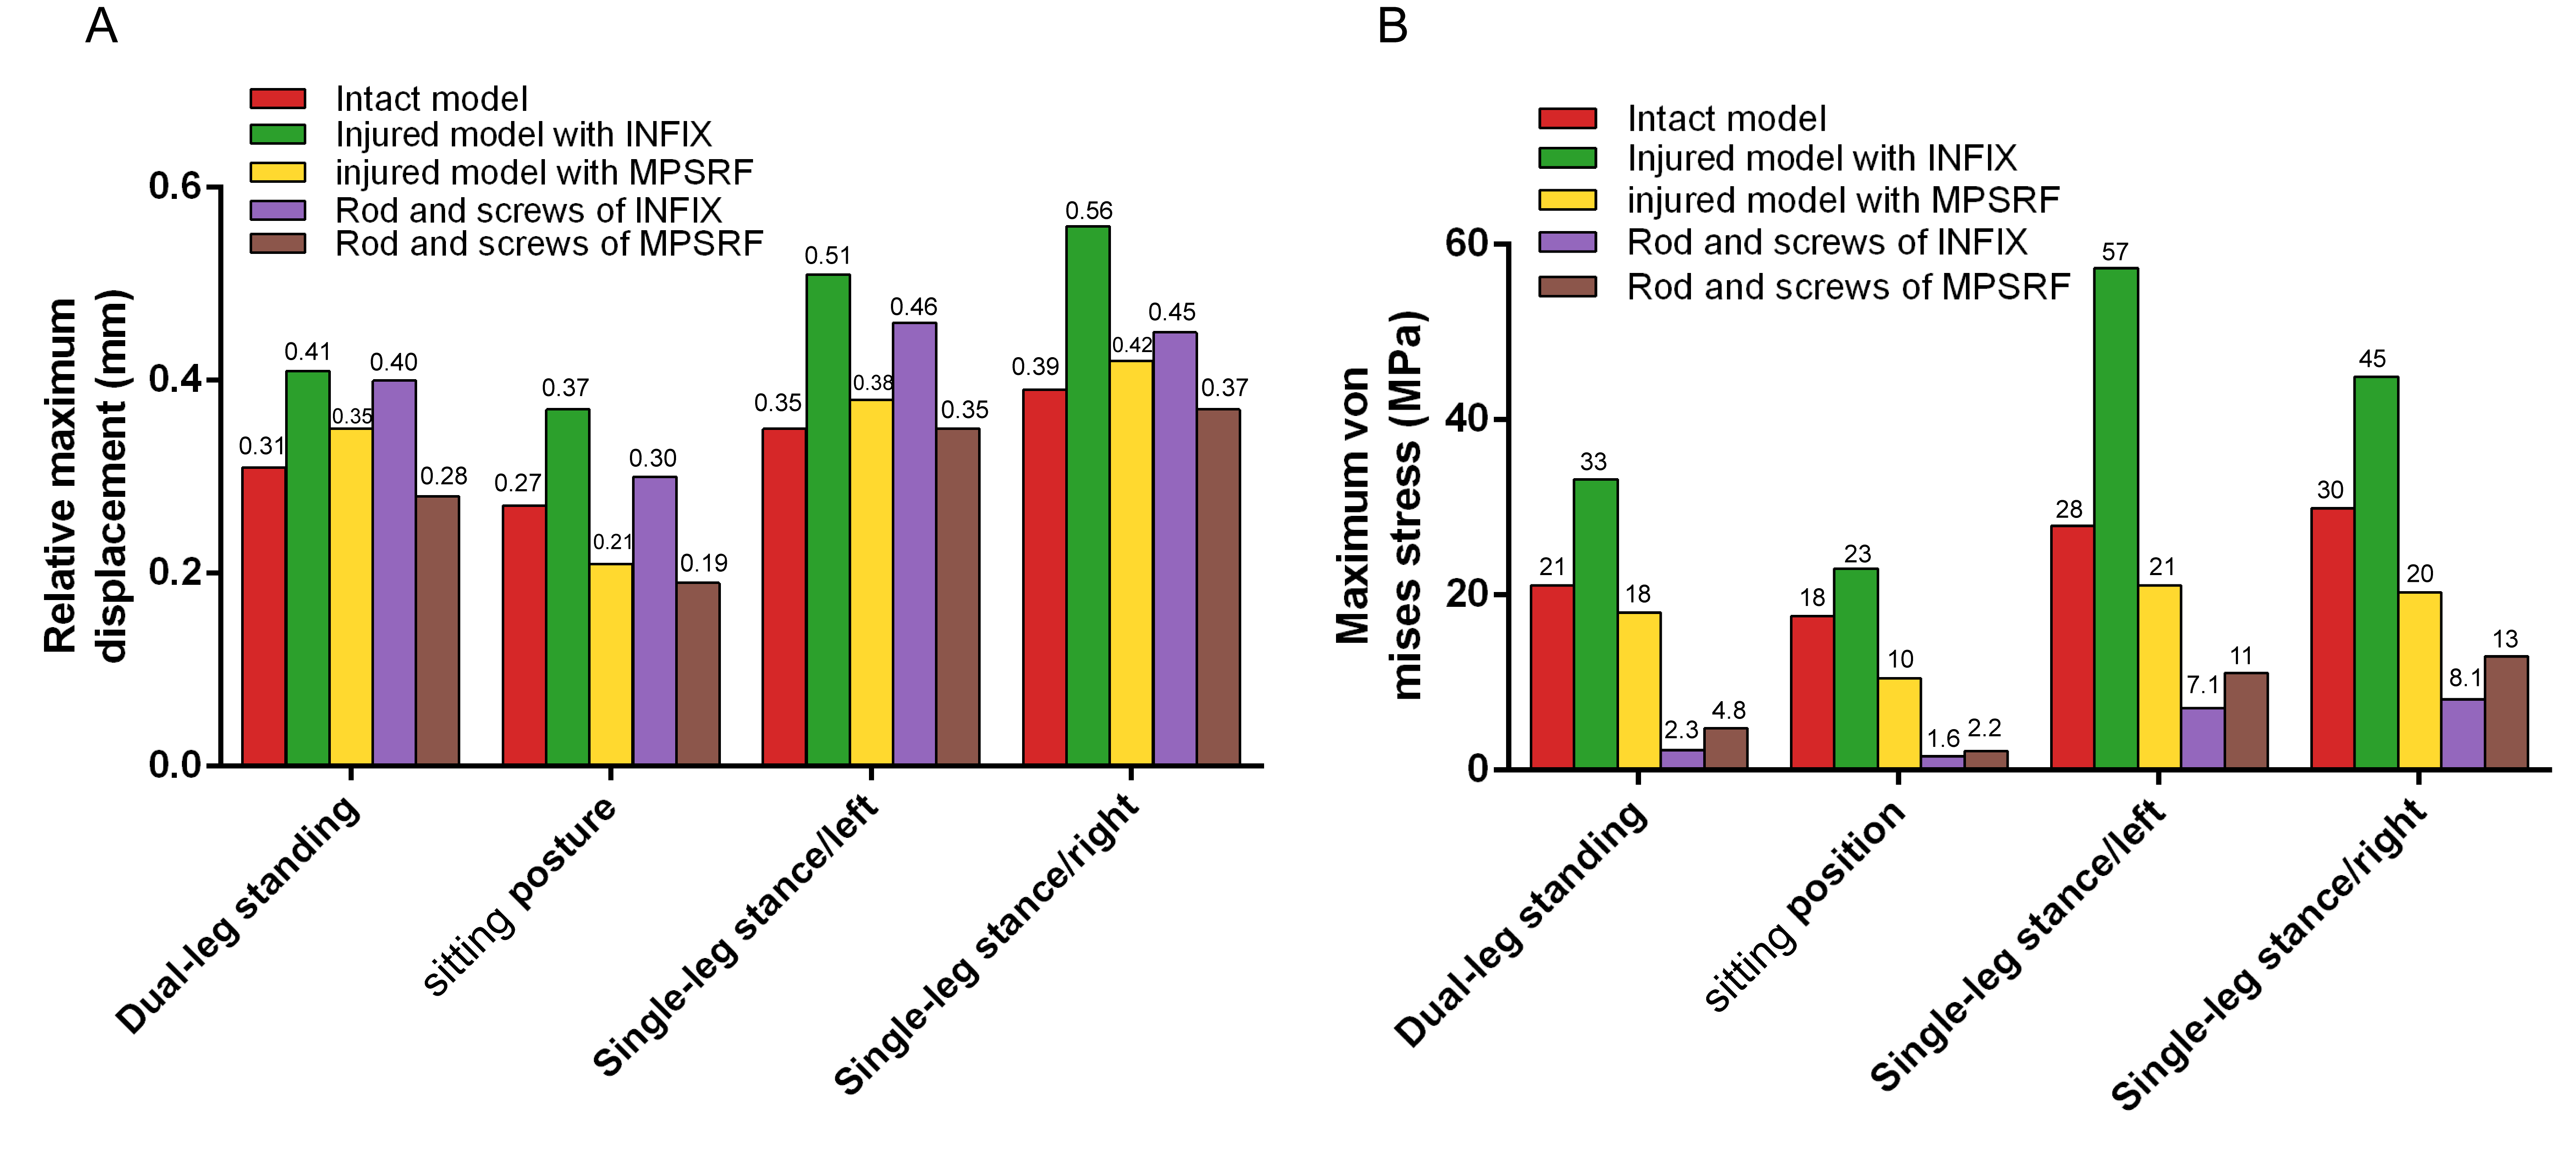 A
Intact model
Injured model with INFIX
injured model with MPSRF
Rod and screws of INFIX
Rod and screws of MPSRF
Relative maximum
displacement (mm)
0.6
0.4
0.2
0.0
0.31
0.41
0.35
0.40
0.28
0.27
0.37
0.21
0.30
0.19
0.35
0.51
0.38
0.46
0.35
0.39
0.56
0.42
0.45
0.37
Dual-leg standing
sitting posture
Single-leg stance/left
Single-leg stance/right
B
Intact model
Injured model with INFIX
injured model with MPSRF
Rod and screws of INFIX
Rod and screws of MPSRF
Maximum von
mises stress (MPa)
60
40
20
0
21
33
18
2.3
4.8
18
23
10
1.6
2.2
28
57
21
7.1
11
30
45
20
8.1
13
Dual-leg standing
sitting position
Single-leg stance/left
Single-leg stance/right